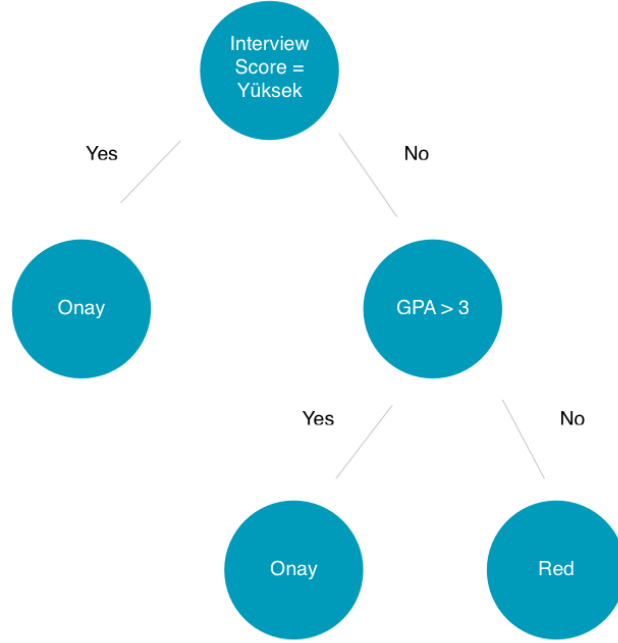 Interview
Score =
Yüksek
Yes
No
Onay
GPA > 3
Yes
No
Onay
Red